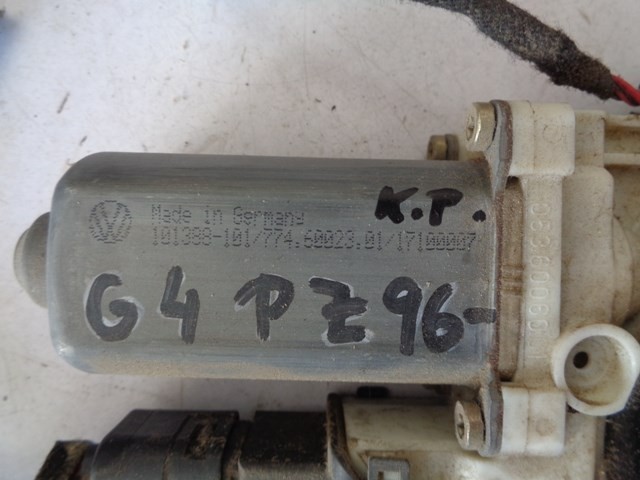 K.P.
Made in Germany
101388-101/774.60023.01/17100007
G4 PZ96-